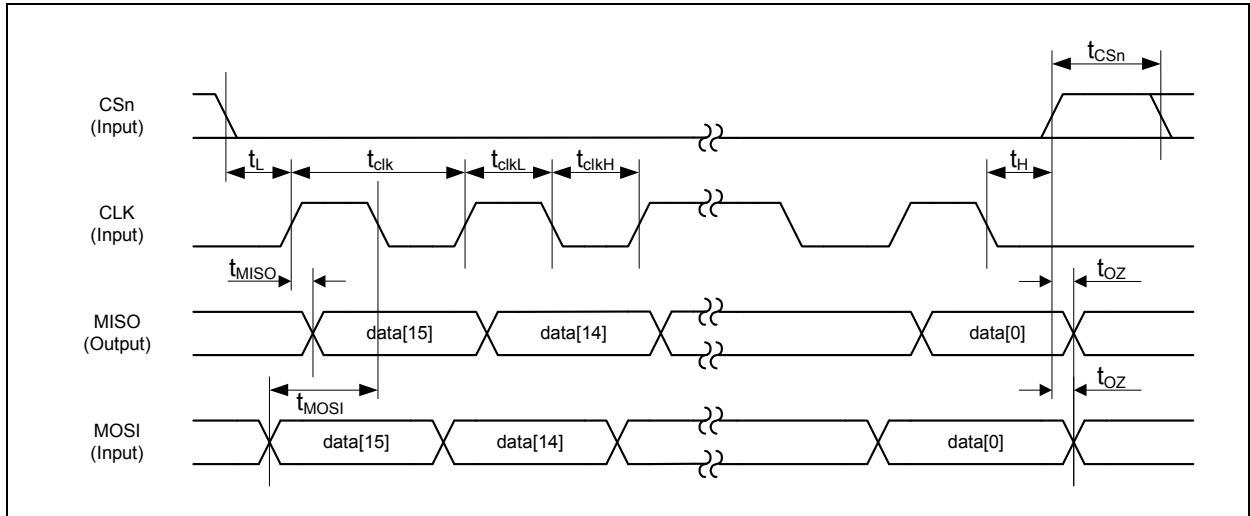 tCSn
CSn
(Input)
tL
tclk
tclkL
tclkH
tH
CLK
(Input)
tMISO
tOZ
MISO
(Output)
data[15]
data[14]
data[0]
tMOSI
tOZ
MOSI
(Input)
data[15]
data[14]
data[0]